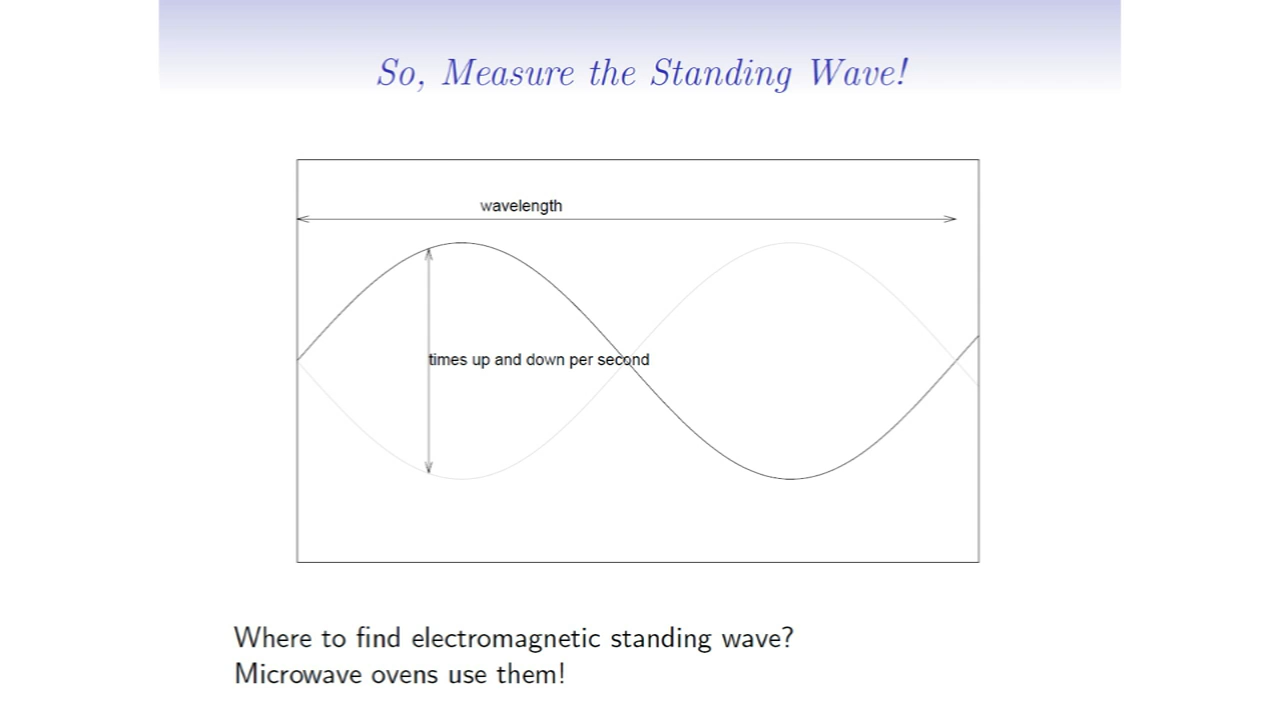 So, Measure the Standing Wave!
wavelength
times up and down per second
Where to find electromagnetic standing wave?
Microwave ovens use them!